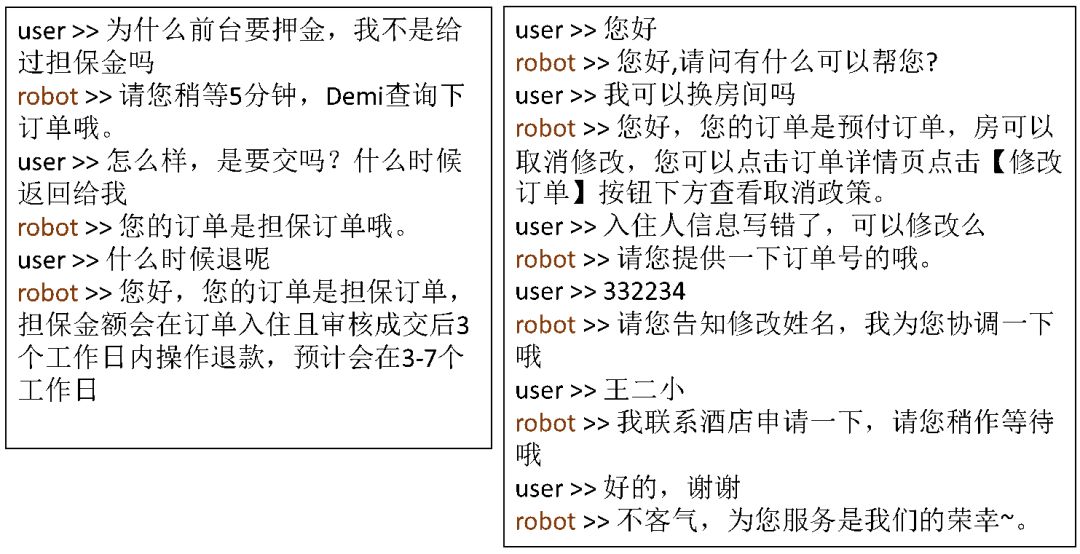 user >> 为什么前台要押金，我不是给
过担保金吗
robot >> 请您稍等5分钟，Demi查询下
订单哦。
user >> 怎么样，是要交吗？什么时候
返回给我
robot >> 您的订单是担保订单哦。
user >> 什么时候退呢
robot >> 您好，您的订单是担保订单，
担保金额会在订单入住且审核成交后3
个工作日内操作退款，预计会在3-7个
工作日
user >> 您好
robot >> 您好,请问有什么可以帮您?
user >> 我可以换房间吗
robot >> 您好，您的订单是预付订单，房可以
取消修改，您可以点击订单详情页点击【修改
订单】按钮下方查看取消政策。
user >> 入住人信息写错了，可以修改么
robot >> 请您提供一下订单号的哦。
user >> 332234
robot >> 请您告知修改姓名，我为您协调一下
哦
user >> 王二小
robot >> 我联系酒店申请一下，请您稍作等待
哦
user >> 好的，谢谢
robot >> 不客气，为您服务是我们的荣幸~。